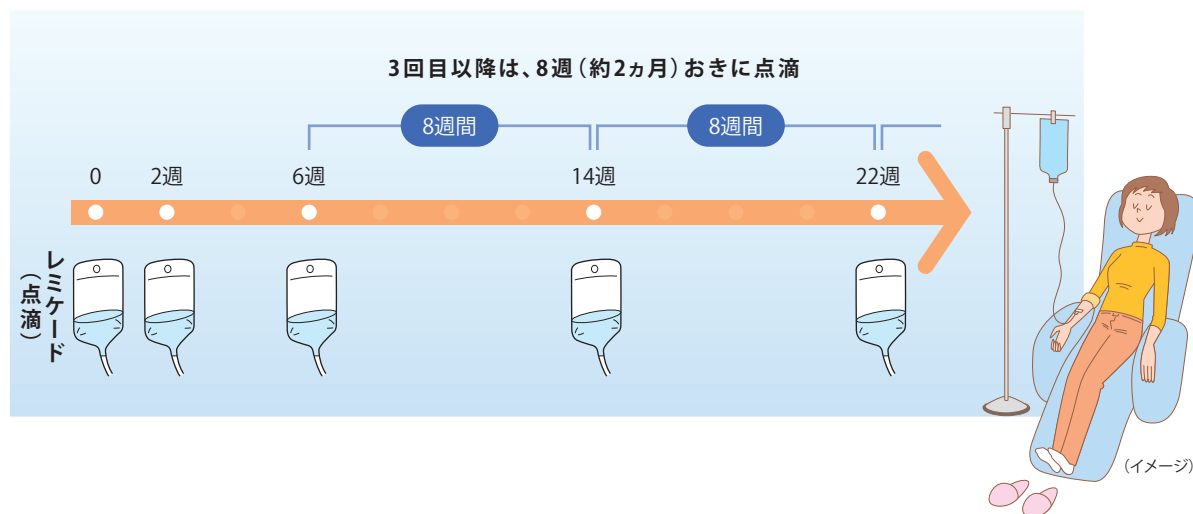 3回目以降は、8週（約2ヵ月）おきに点滴
8週間 8週間
0 2週 6週 14週 22週
レミケード
（点滴）
（イメージ）